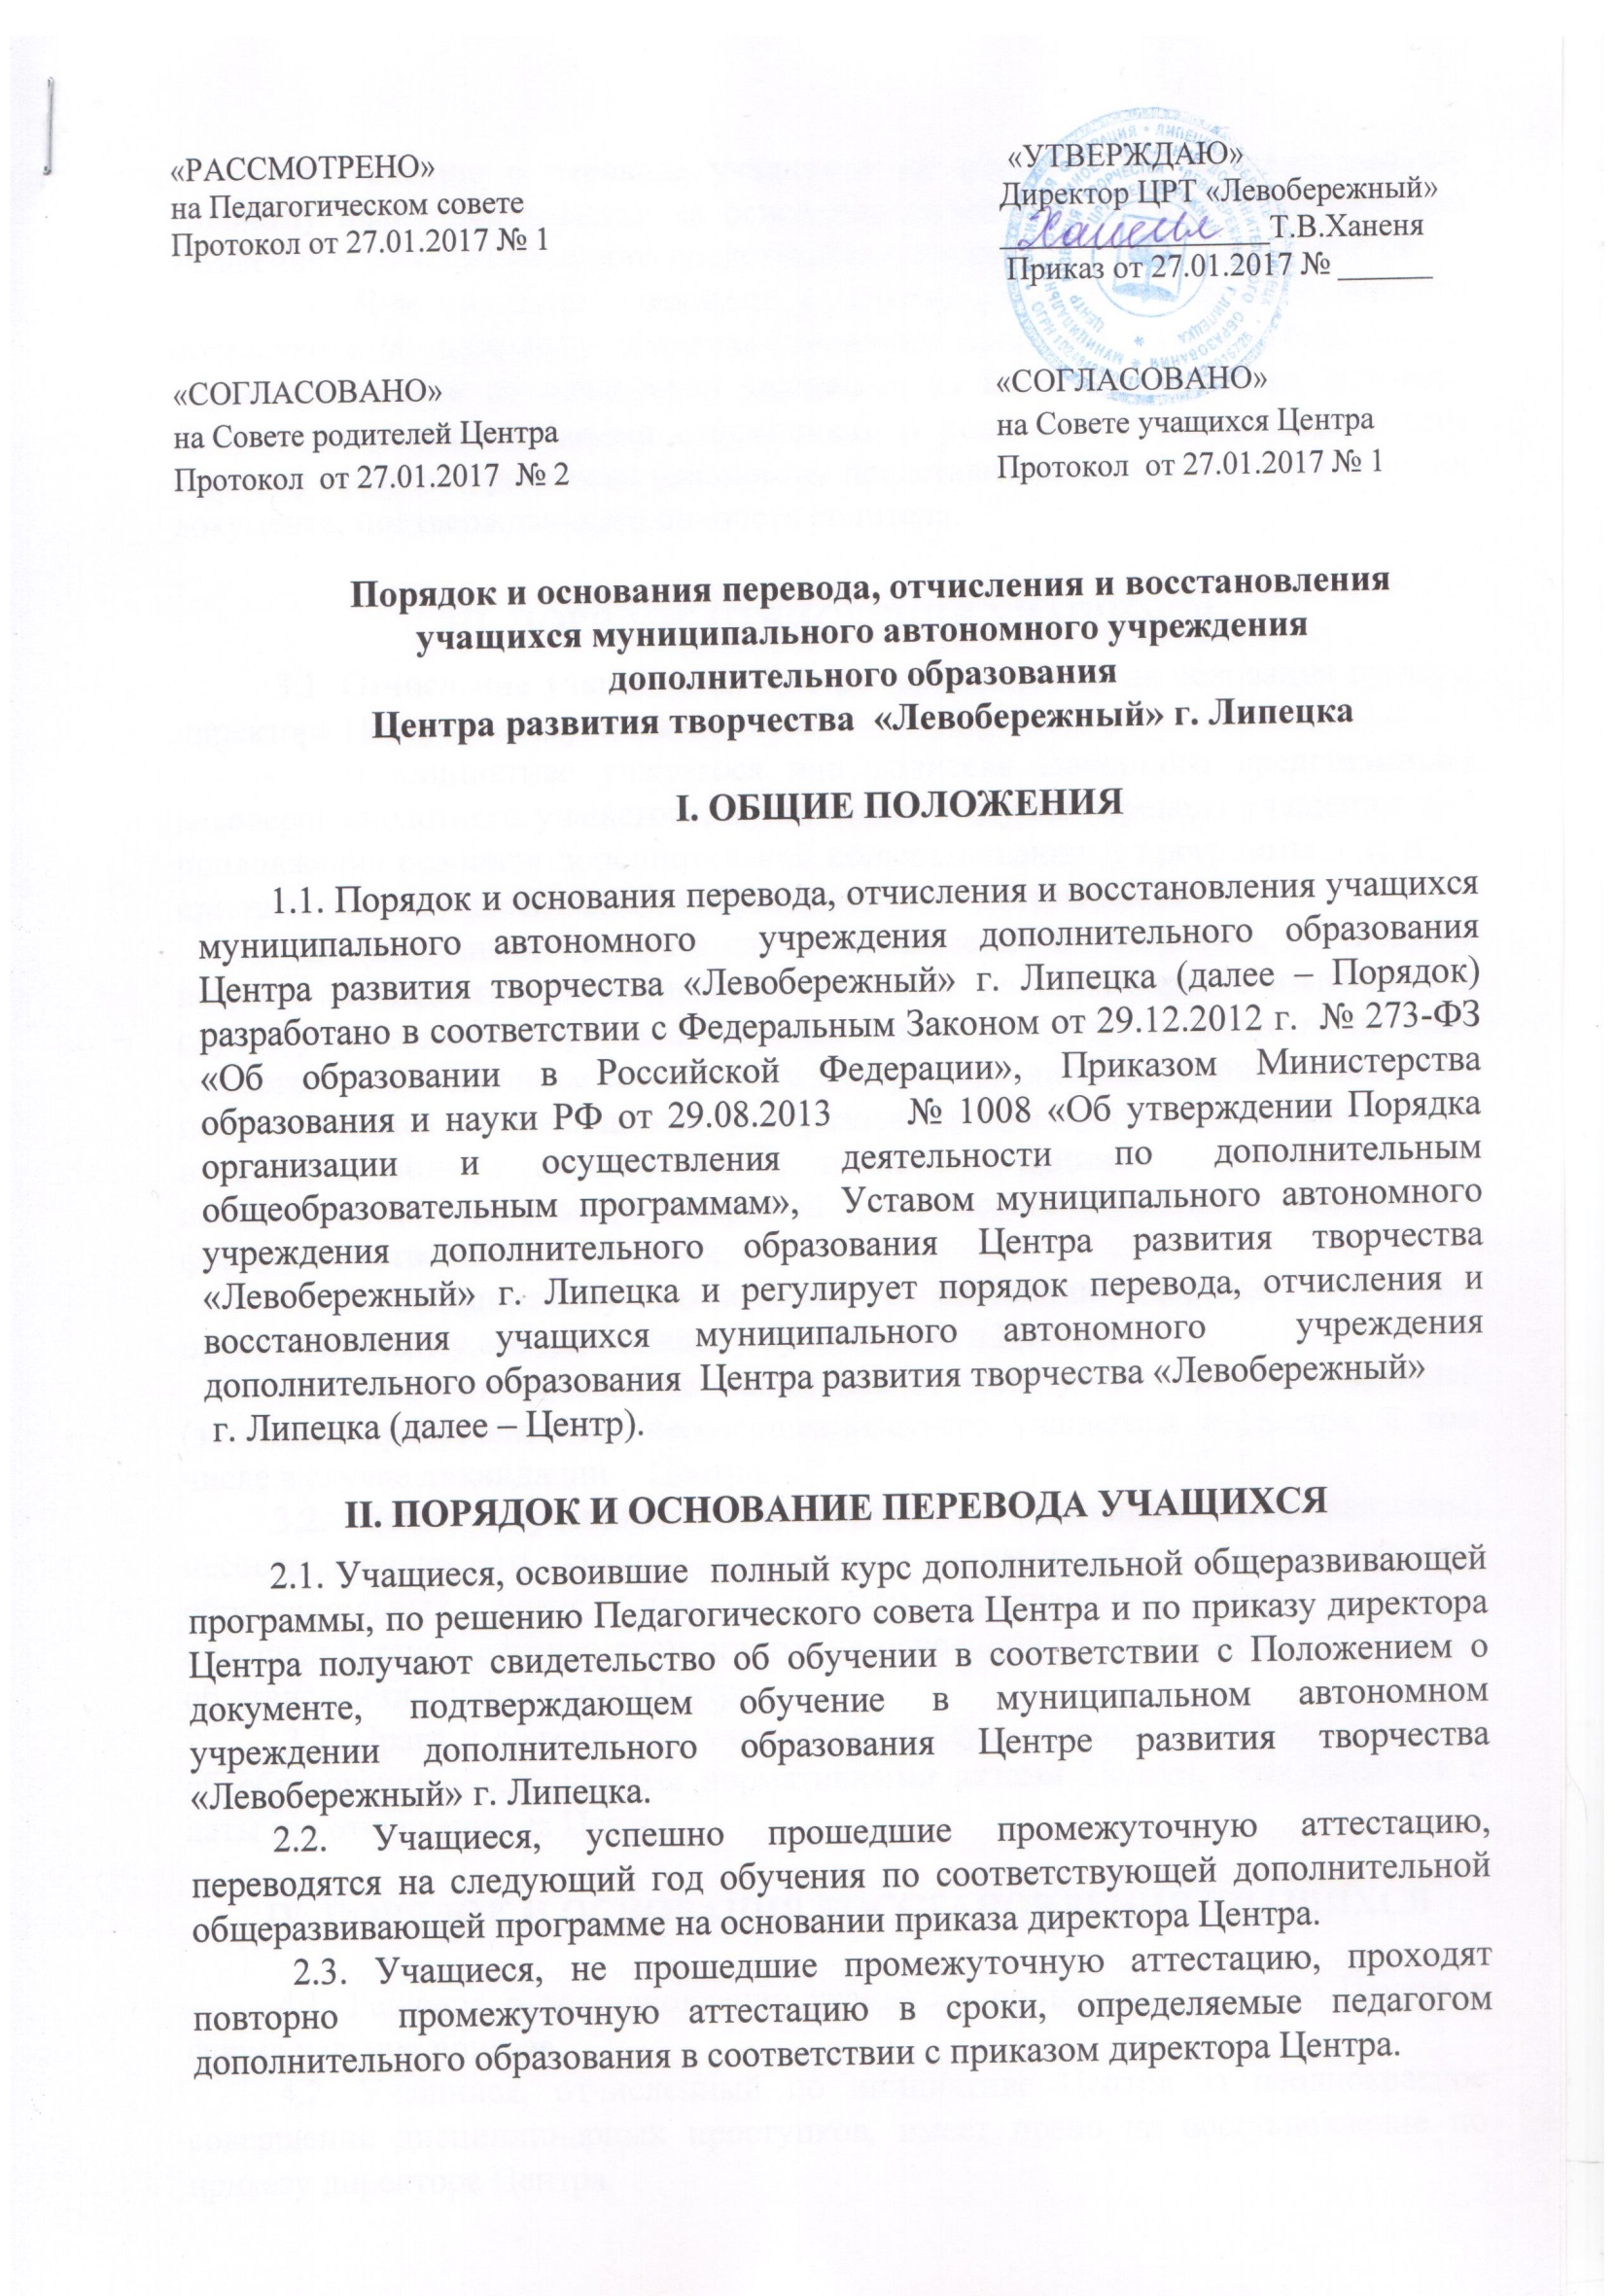 «РАССМОТРЕНО»
на Педагогическом совете
Протокол от 27.01.2017 № 1
«УТВЕРЖДАЮ»
Директор ЦРТ «Левобережный»
Ханеня Т.В.Ханеня
Приказ от 27.01.2017 № ______
«СОГЛАСОВАНО»
на Совете родителей Центра
Протокол от 27.01.2017 № 2
«СОГЛАСОВАНО»
на Совете учащихся Центра
Протокол от 27.01.2017 № 1
Порядок и основания перевода, отчисления и восстановления
учащихся муниципального автономного учреждения
дополнительного образования
Центра развития творчества «Левобережный» г. Липецка
I. ОБЩИЕ ПОЛОЖЕНИЯ
1.1. Порядок и основания перевода, отчисления и восстановления учащихся
муниципального автономного учреждения дополнительного образования
Центра развития творчества «Левобережный» г. Липецка (далее – Порядок)
разработано в соответствии с Федеральным Законом от 29.12.2012 г. № 273-ФЗ
«Об образовании в Российской Федерации», Приказом Министерства
образования и науки РФ от 29.08.2013 № 1008 «Об утверждении Порядка
организации и осуществления деятельности по дополнительным
общеобразовательным программам», Уставом муниципального автономного
учреждения дополнительного образования Центра развития творчества
«Левобережный» г. Липецка и регулирует порядок перевода, отчисления и
восстановления учащихся муниципального автономного учреждения
дополнительного образования Центра развития творчества «Левобережный»
г. Липецка (далее – Центр).
II. ПОРЯДОК И ОСНОВАНИЕ ПЕРЕВОДА УЧАЩИХСЯ
2.1. Учащиеся, освоившие полный курс дополнительной общеразвивающей
программы, по решению Педагогического совета Центра и по приказу директора
Центра получают свидетельство об обучении в соответствии с Положением о
документе, подтверждающем обучение в муниципальном автономном
учреждении дополнительного образования Центре развития творчества
«Левобережный» г. Липецка.
2.2. Учащиеся, успешно прошедшие промежуточную аттестацию,
переводятся на следующий год обучения по соответствующей дополнительной
общеразвивающей программе на основании приказа директора Центра.
2.3. Учащиеся, не прошедшие промежуточную аттестацию, проходят
повторно промежуточную аттестацию в сроки, определяемые педагогом
дополнительного образования в соответствии с приказом директора Центра.